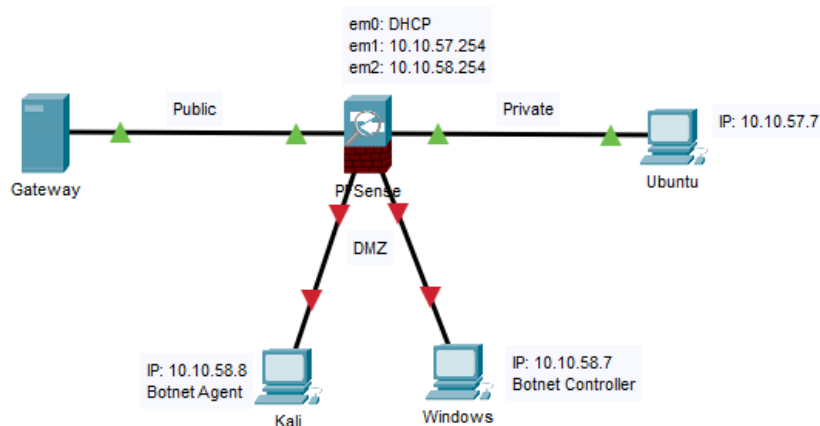 em0: DHCP
em1: 10.10.57.254
em2: 10.10.58.254
Public
Private
IP: 10.10.57.7
Gateway
PfSense
Ubuntu
DMZ
IP: 10.10.58.8
Botnet Agent
IP: 10.10.58.7
Botnet Controller
Kali
Windows